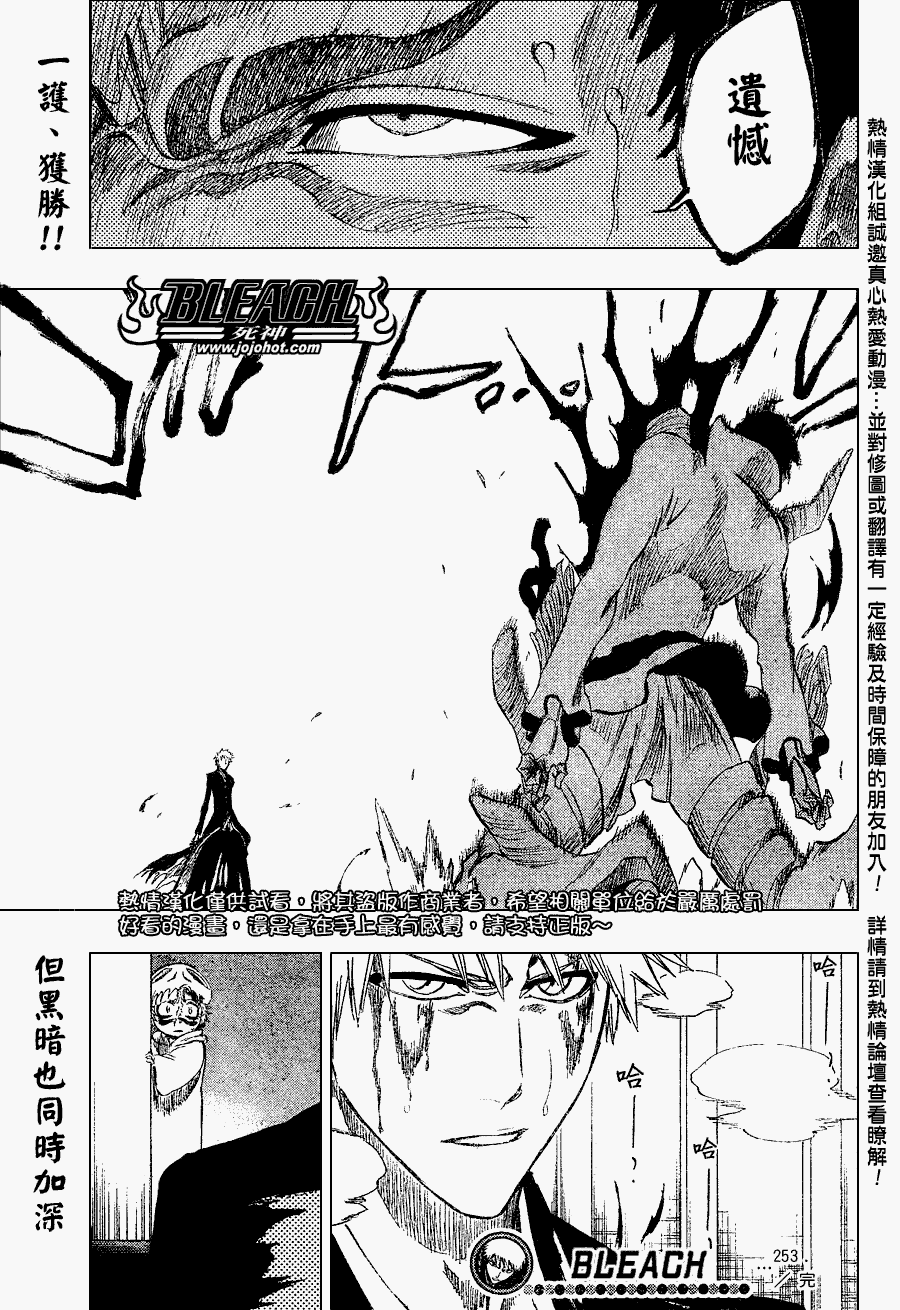 遺憾
一護、獲勝!!
熱情漢化組誠邀真心熱愛動漫…並對修圖或翻譯有一定經驗及時間保障的朋友加入！ 詳情請到熱情論壇查看瞭解！
BLEACH
死神
www.jojohot.com
熱情漢化僅供試看，將其盜版作商業者，希望相關單位給於嚴厲處罰
好看的漫畫，還是拿在手上最有感覺，請支持正版～
哈
哈
哈
但黑暗也同時加深
BLEACH
253
…／完